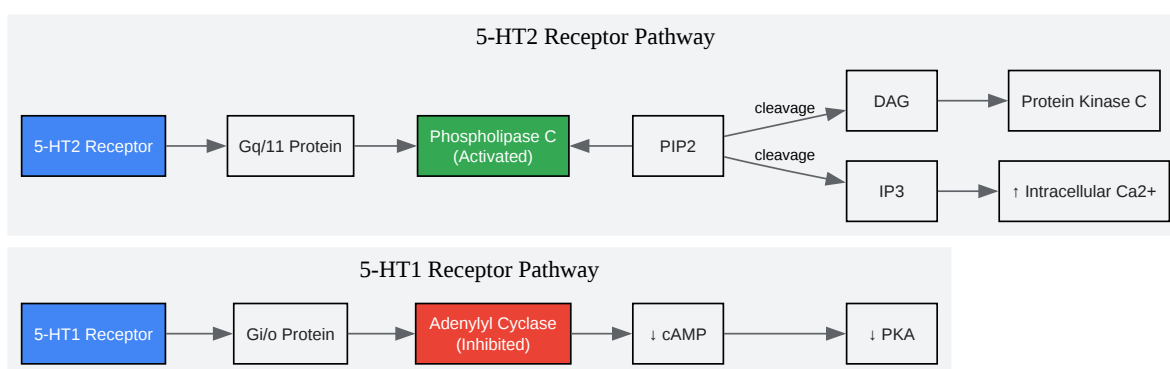 5-HT2 Receptor Pathway
5-HT2 Receptor
Gq/11 Protein
Phospholipase C
(Activated)
PIP2
cleavage
cleavage
DAG
Protein Kinase C
IP3
↑ Intracellular Ca2+
5-HT1 Receptor Pathway
5-HT1 Receptor
Gi/o Protein
Adenylyl Cyclase
(Inhibited)
↓ cAMP
↓ PKA